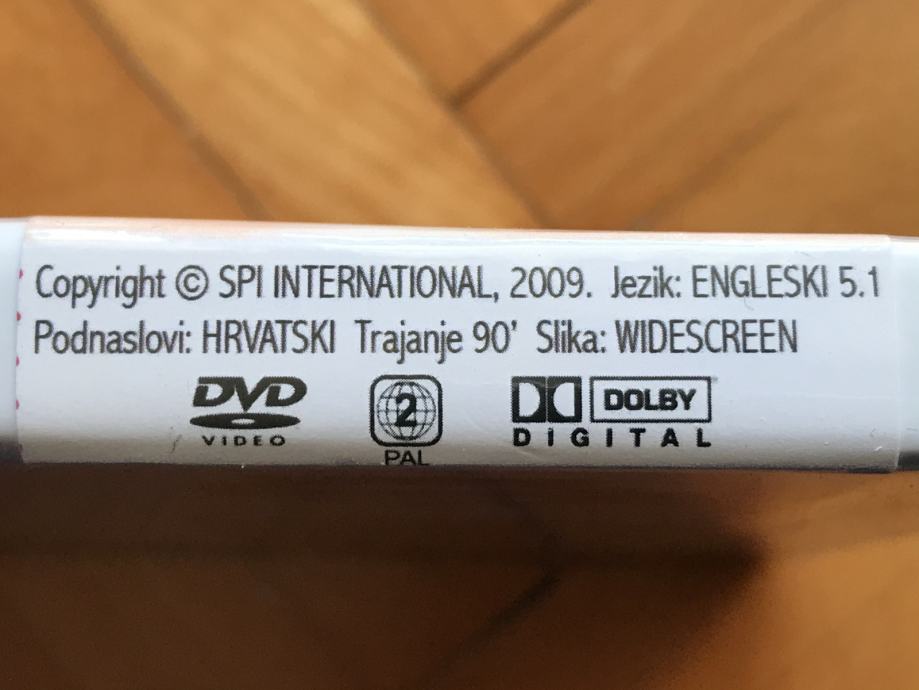 Copyright © SPI INTERNATIONAL, 2009. Jezik: ENGLESKI 5.1
Podnaslovi: HRVATSKI Trajanje 90' Slika: WIDESCREEN
DVD VIDEO
2 PAL
DOLBY DIGITAL